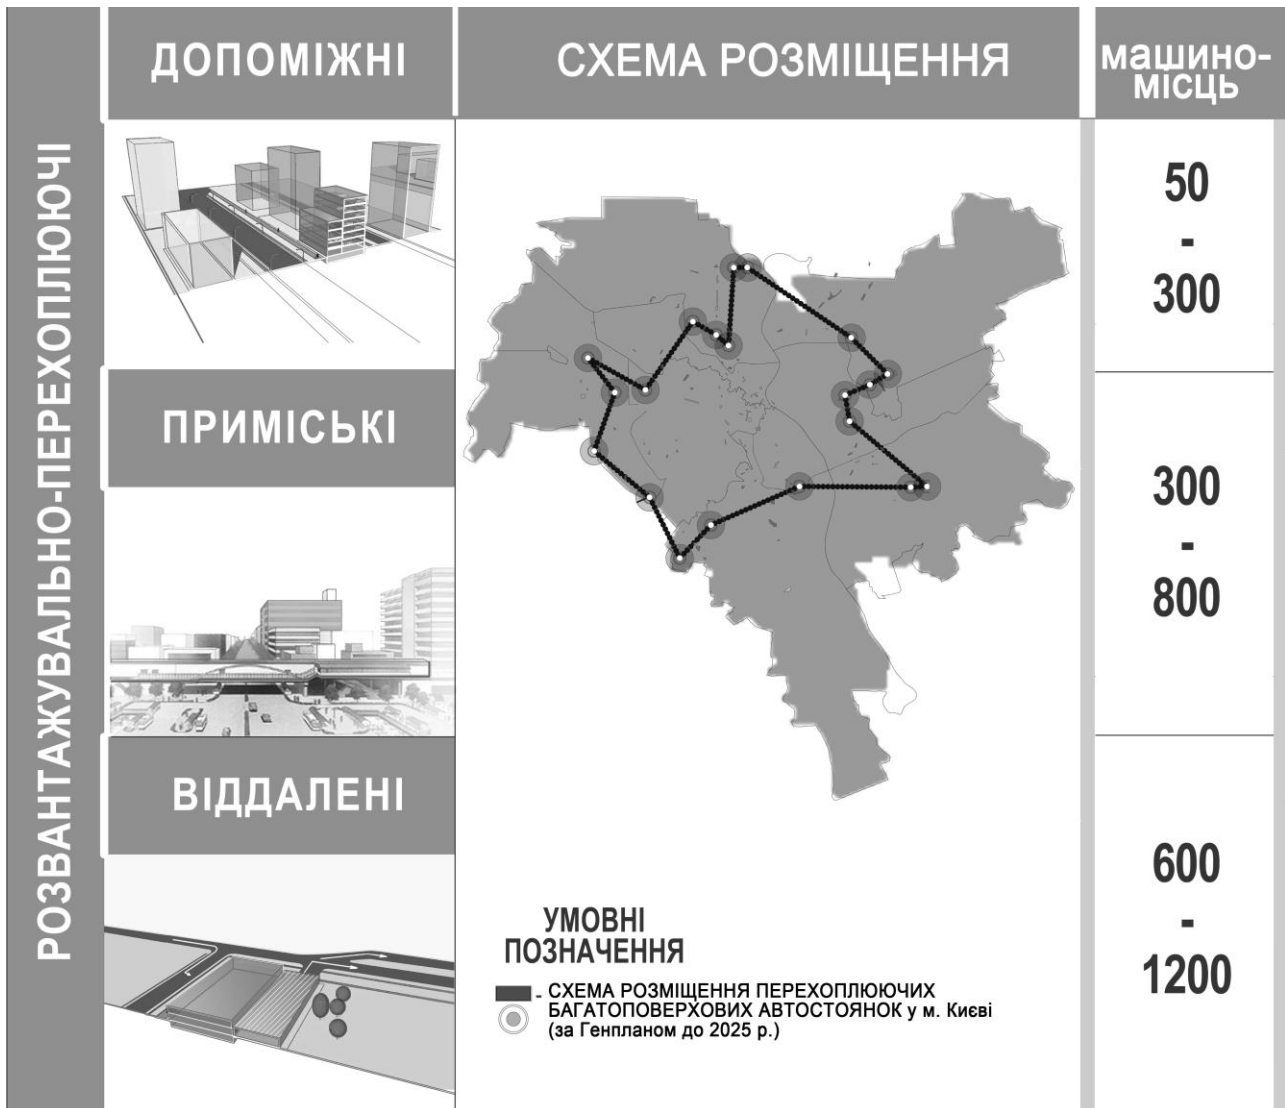 РОЗВАНТАЖУВАЛЬНО-ПЕРЕХОПЛЮЮЧІ
ДОПОМІЖНІ
СХЕМА РОЗМІЩЕННЯ
машино-
місць
50
-
300
ПРИМІСЬКІ
300
-
800
ВІДДАЛЕНІ
600
-
1200
УМОВНІ
ПОЗНАЧЕННЯ
- СХЕМА РОЗМІЩЕННЯ ПЕРЕХОПЛЮЮЧИХ
БАГАТОПОВЕРХОВИХ АВТОСТОЯНОК у м. Києві
(за Генпланом до 2025 р.)